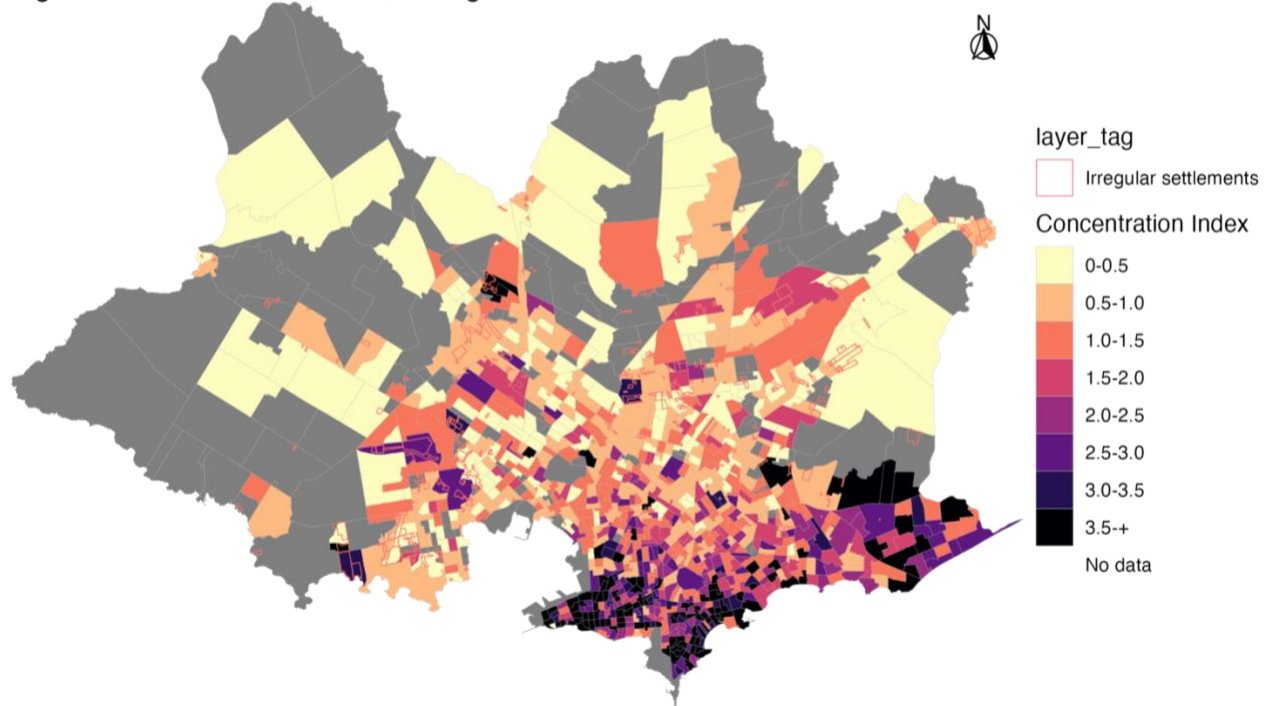 N
layer_tag
Irregular settlements
Concentration Index
0-0.5
0.5-1.0
1.0-1.5
1.5-2.0
2.0-2.5
2.5-3.0
3.0-3.5
3.5-+
No data